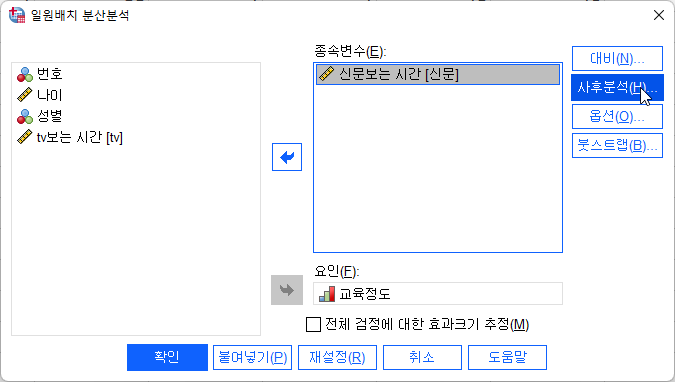 일원배치 분산분석
종속변수(E):
번호
나이
성별
tv보는 시간 [tv]
신문보는 시간 [신문]
대비(N)...
사후분석(H)...
옵션(O)...
붓스트랩(B)...
요인(F):
교육정도
전체 검정에 대한 효과크기 추정(M)
확인
붙여넣기(P)
재설정(R)
취소
도움말